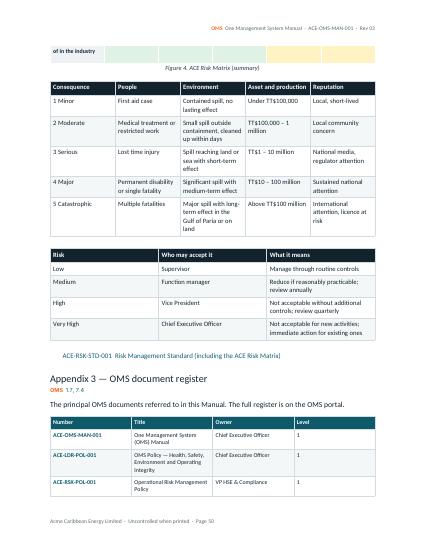 OMS One Management System Manual · ACE-OMS-MAN-001 · Rev 03
of in the industry
Figure 4. ACE Risk Matrix (summary)
Consequence People Environment Asset and production Reputation
1 Minor First aid case Contained spill, no Under TT$100,000 Local, short-lived
lasting effect
2 Moderate Medical treatment or Small spill outside TT$100,000 – 1 Local community
restricted work containment, cleaned million concern
up within days
3 Serious Lost time injury Spill reaching land or TT$1 – 10 million National media,
sea with short-term regulator attention
effect
4 Major Permanent disability Significant spill with TT$10 – 100 million Sustained national
or single fatality medium-term effect attention
5 Catastrophic Multiple fatalities Major spill with long- Above TT$100 million International
term effect in the attention, licence at
Gulf of Paria or on risk
land
Risk Who may accept it What it means
Low Supervisor Manage through routine controls
Medium Function manager Reduce if reasonably practicable;
review annually
High Vice President Not acceptable without additional
controls; review quarterly
Very High Chief Executive Officer Not acceptable for new activities;
immediate action for existing ones
ACE-RSK-STD-001 Risk Management Standard (including the ACE Risk Matrix)
Appendix 3 — OMS document register
OMS 1.7, 7.4
The principal OMS documents referred to in this Manual. The full register is on the OMS portal.
Number Title Owner Level
ACE-OMS-MAN-001 One Management System Chief Executive Officer 1
(OMS) Manual
ACE-LDR-POL-001 OMS Policy — Health, Safety, Chief Executive Officer 1
Environment and Operating
Integrity
ACE-RSK-POL-001 Operational Risk Management VP HSE & Compliance 1
Policy
Acme Caribbean Energy Limited · Uncontrolled when printed · Page 50